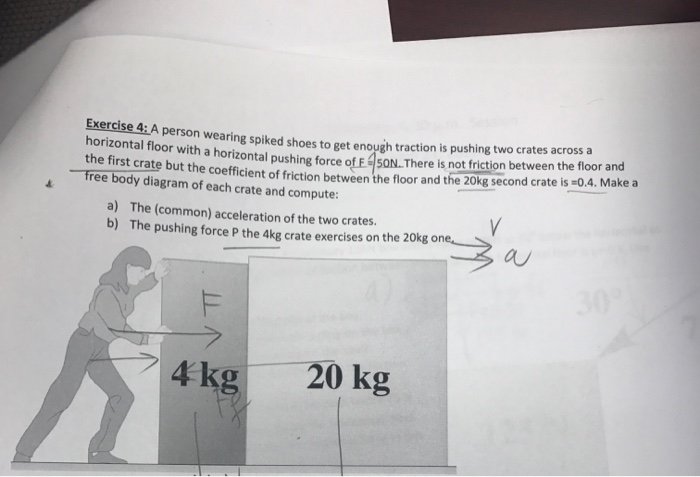 Exercise 4: A person wearing spiked shoes to get enough traction is pushing two crates across a
horizontal floor with a horizontal pushing force of F =150N. There is not friction between the floor and
the first crate but the coefficient of friction between the floor and the 20kg second crate is =0.4. Make a
free body diagram of each crate and compute:
a) The (common) acceleration of the two crates.
b) The pushing force P the 4kg crate exercises on the 20kg one.
V
a
a)
30°
F
4 kg
20 kg